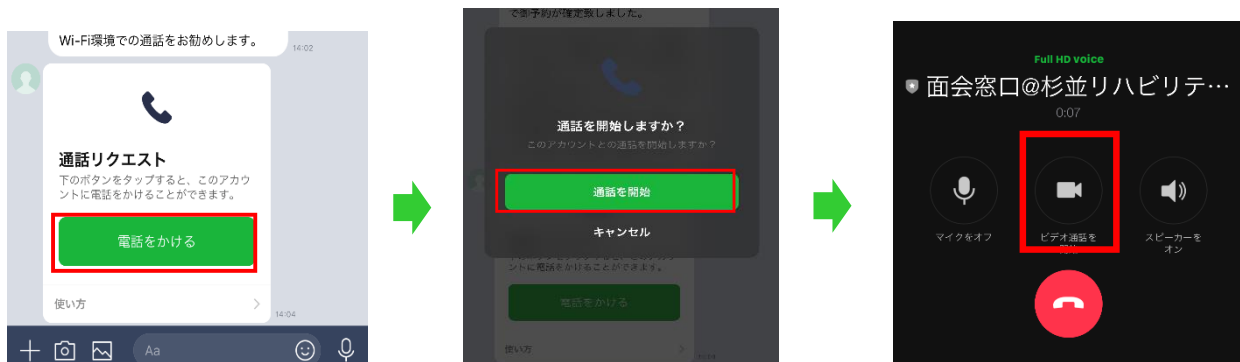 Wi-Fi環境での通話をお勧めします。
14:02
通話リクエスト
下のボタンをタップすると、このアカウ
ントに電話をかけることができます。
電話をかける
使い方
14:04
Aa
で御予約が確定致しました。
通話を開始しますか？
このアカウントとの通話を開始しますか？
通話を開始
キャンセル
ントに電話をかけることができます。
電話をかける
使い方
Full HD voice
面会窓口@杉並リハビリテ…
0:07
マイクをオフ
ビデオ通話を
スピーカーを
オン